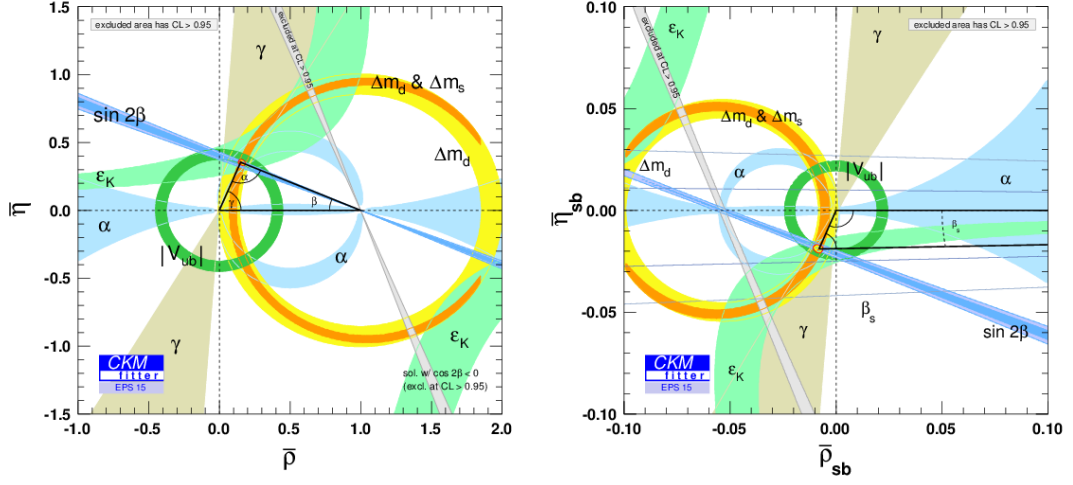 excluded area has CL > 0.95
excluded at CL > 0.95
ε_K
γ
Δm_d & Δm_s
sin 2β
Δm_d
ε_K
α
α
γ
β
α
|V_ub|
α
γ
ε_K
CKM
fitter
EPS 15
sol. w/ cos 2β < 0
(excl. at CL > 0.95)
1.5
1.0
0.5
0.0
-0.5
-1.0
-1.5
η̅
-1.0
-0.5
0.0
0.5
1.0
1.5
2.0
ρ̅
excluded area has CL > 0.95
excluded at CL > 0.95
ε_K
γ
Δm_d & Δm_s
Δm_d
α
|V_ub|
α
β_s
β_s
γ
sin 2β
ε_K
CKM
fitter
EPS 15
0.10
0.05
0.00
-0.05
-0.10
η̅_sb
-0.10
-0.05
0.00
0.05
0.10
ρ̅_sb